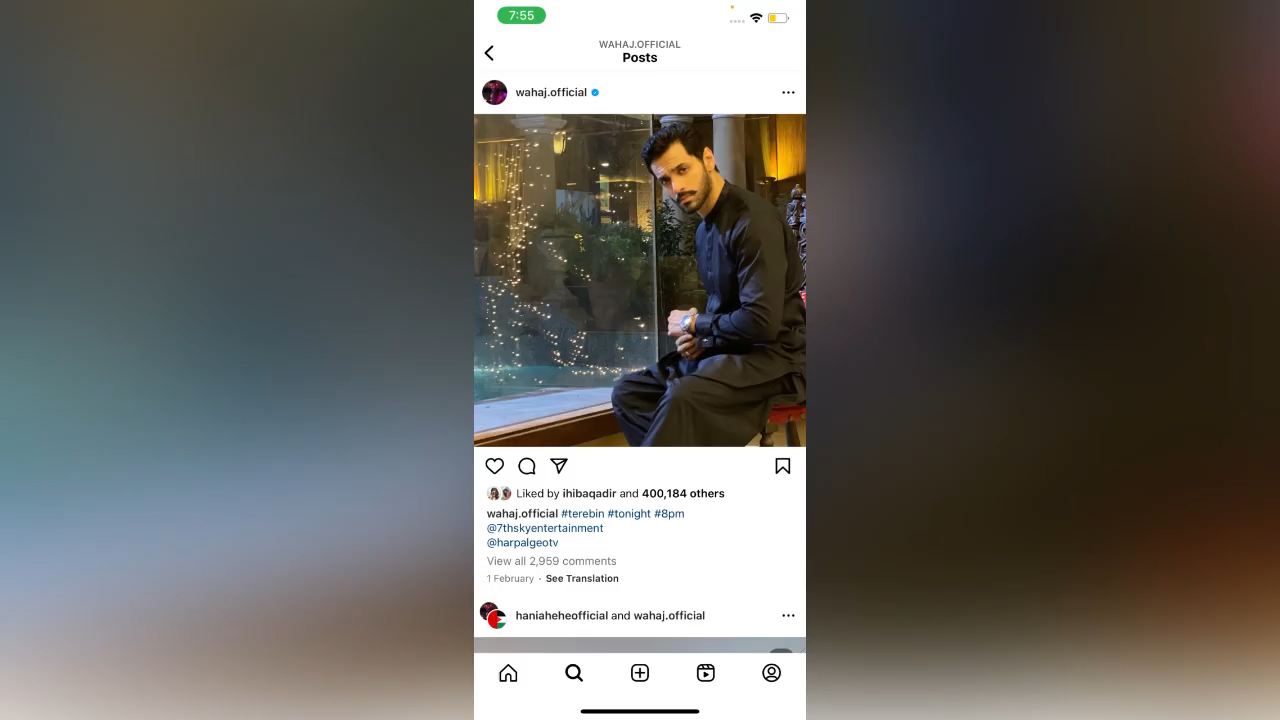 7:55
WAHAJ.OFFICIAL
Posts
wahaj.official
Liked by ihibaqadir and 400,184 others
wahaj.official #terebin #tonight #8pm
@7thskyentertainment
@harpalgeotv
View all 2,959 comments
1 February · See Translation
haniaheheofficial and wahaj.official